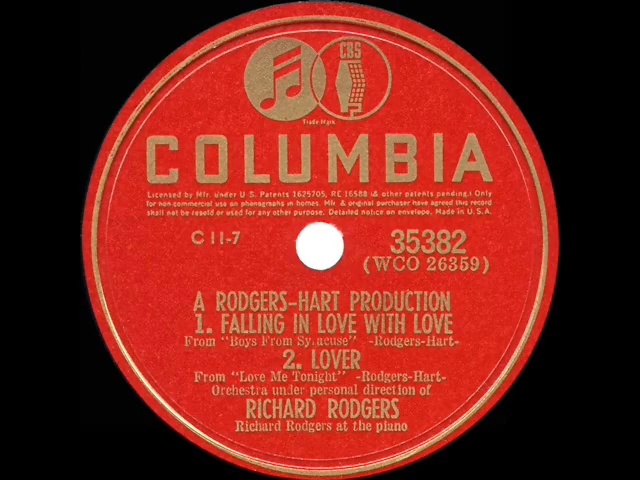 CBS
Trade Mark
COLUMBIA
Licensed by Mfr. under U.S. Patents 1625705, RE 16588 (& other patents pending.) Only
for non-commercial use on phonographs in homes. Mfr. & original purchaser have agreed this record
shall not be resold or used for any other purpose. Detailed notice on envelope. Made in U.S.A.
C 11-7
35382
(WCO 26359)
A RODGERS-HART PRODUCTION
1. FALLING IN LOVE WITH LOVE
From "Boys From Syracuse" -Rodgers-Hart-
2. LOVER
From "Love Me Tonight" -Rodgers-Hart-
Orchestra under personal direction of
RICHARD RODGERS
Richard Rodgers at the piano